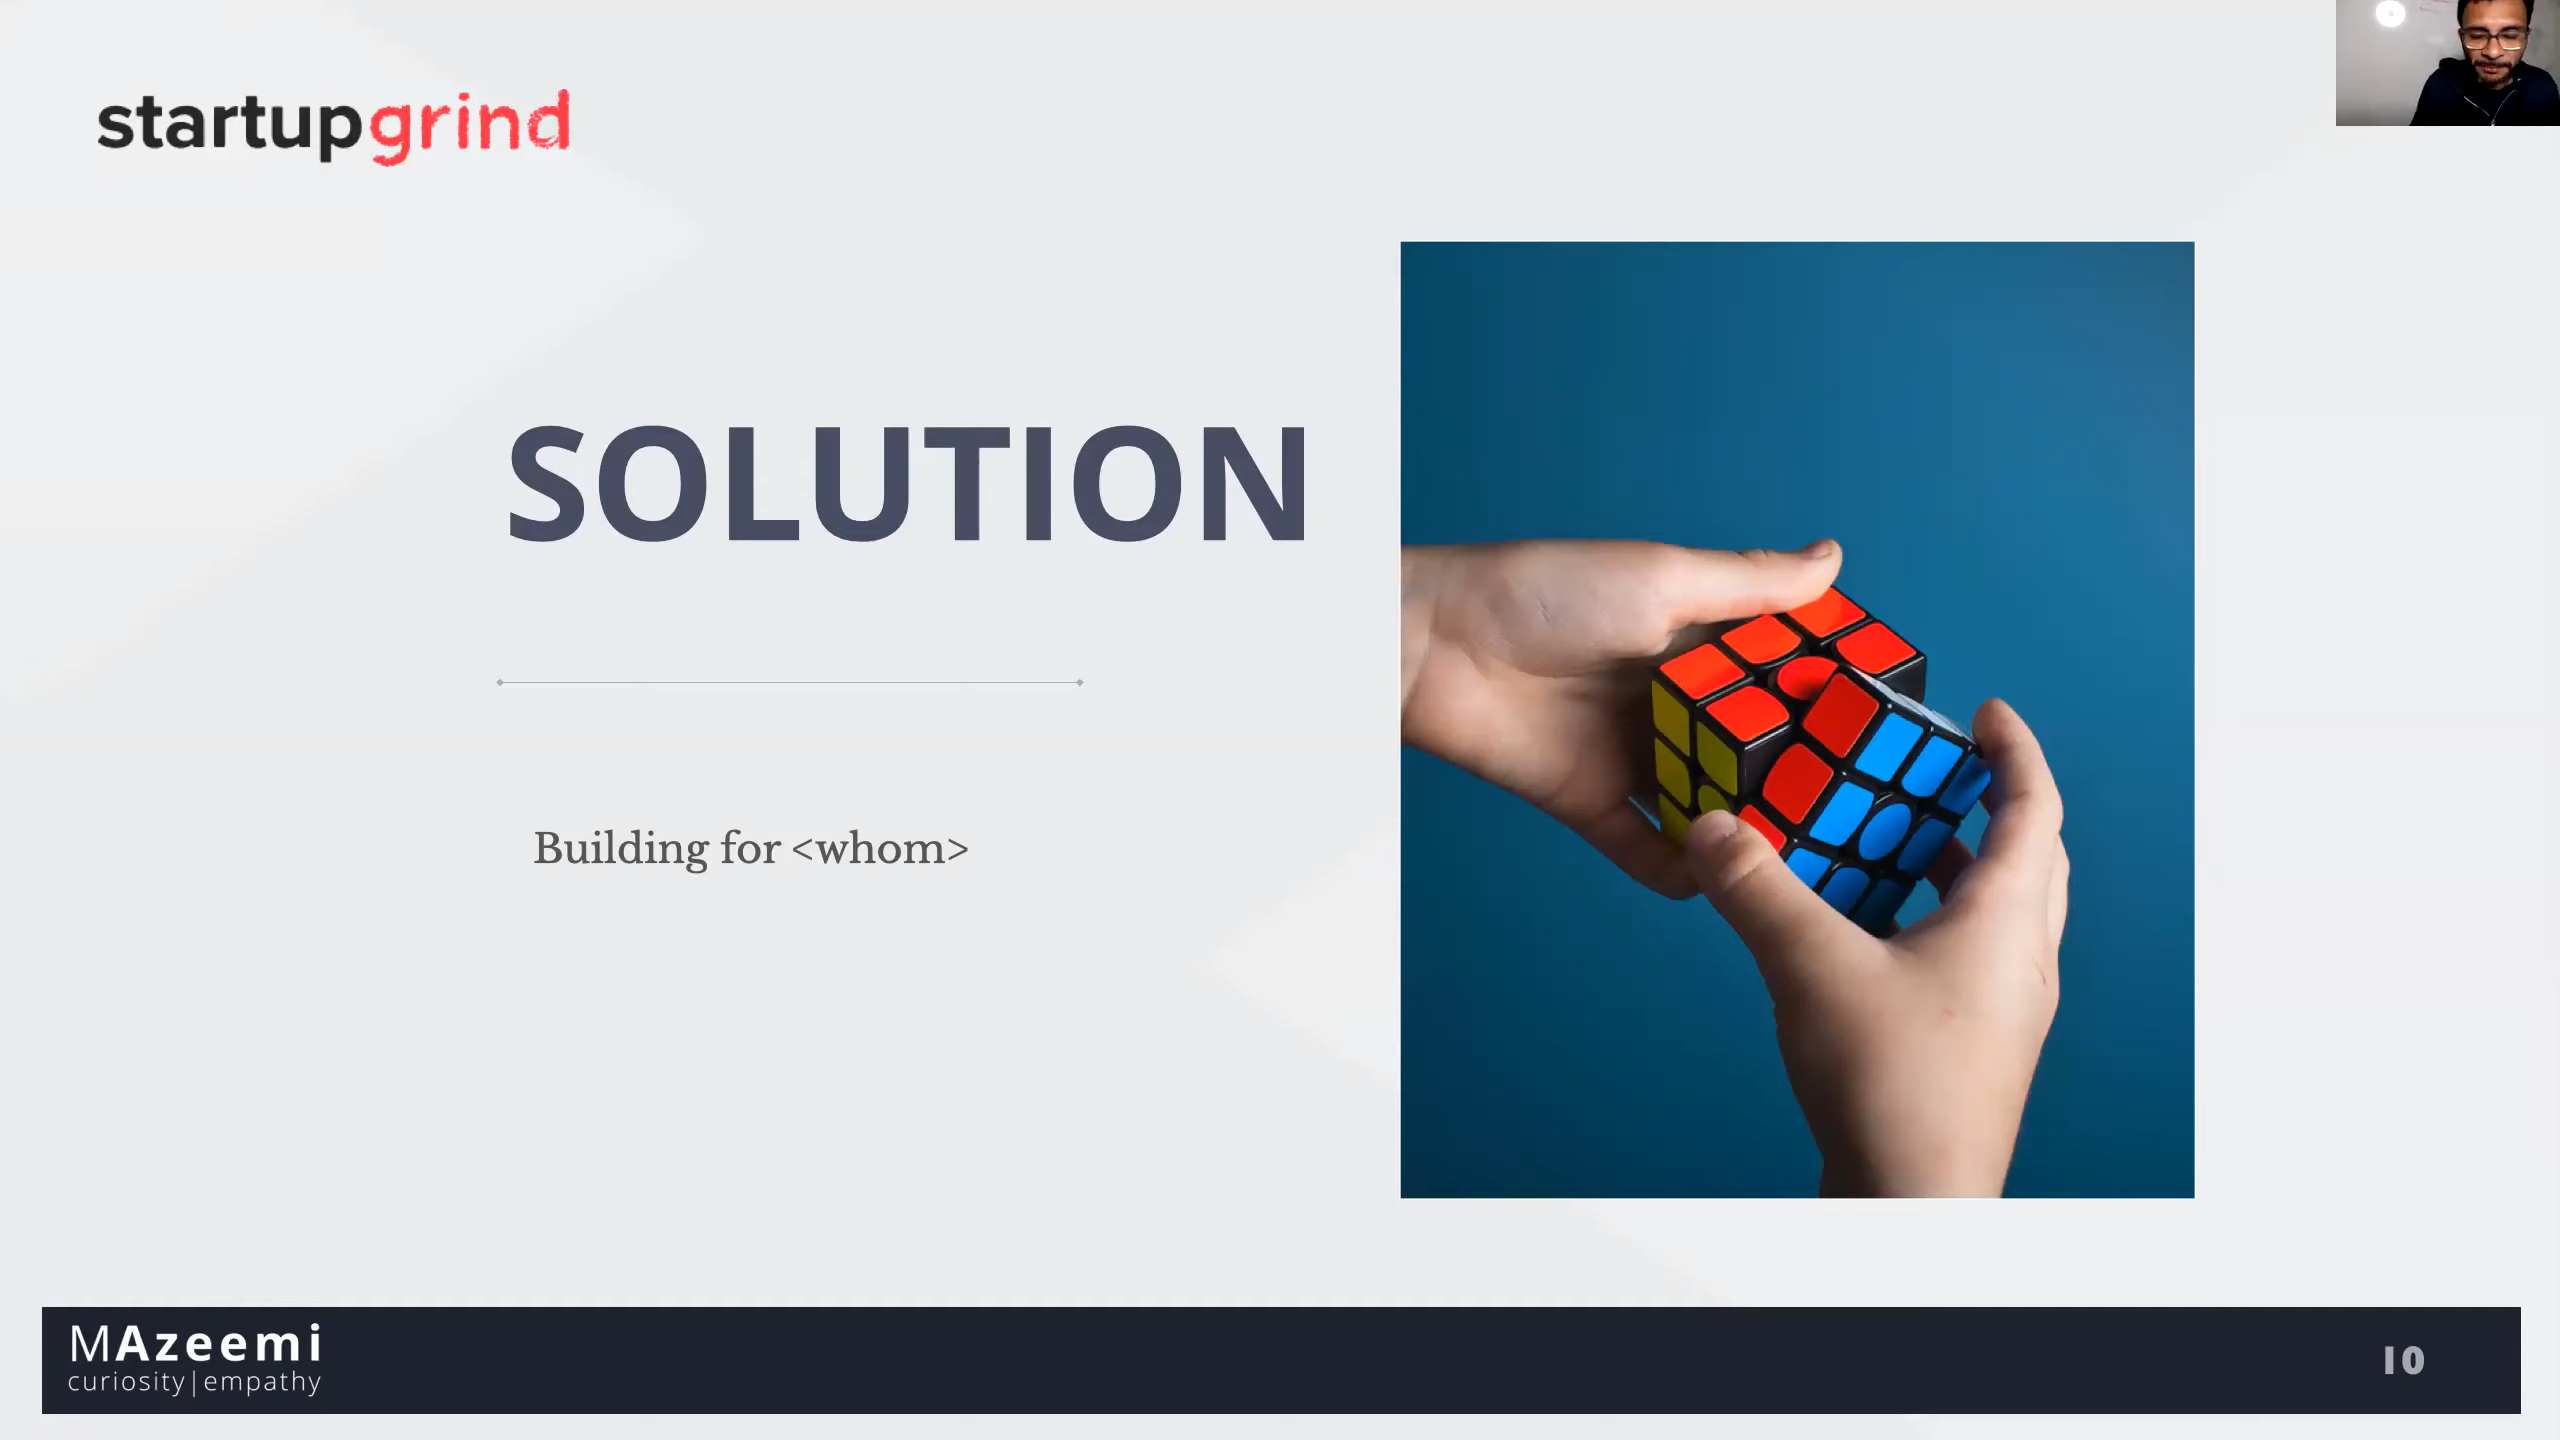 startupgrind
SOLUTION
Building for <whom>
MAzeemi
curiosity|empathy
10